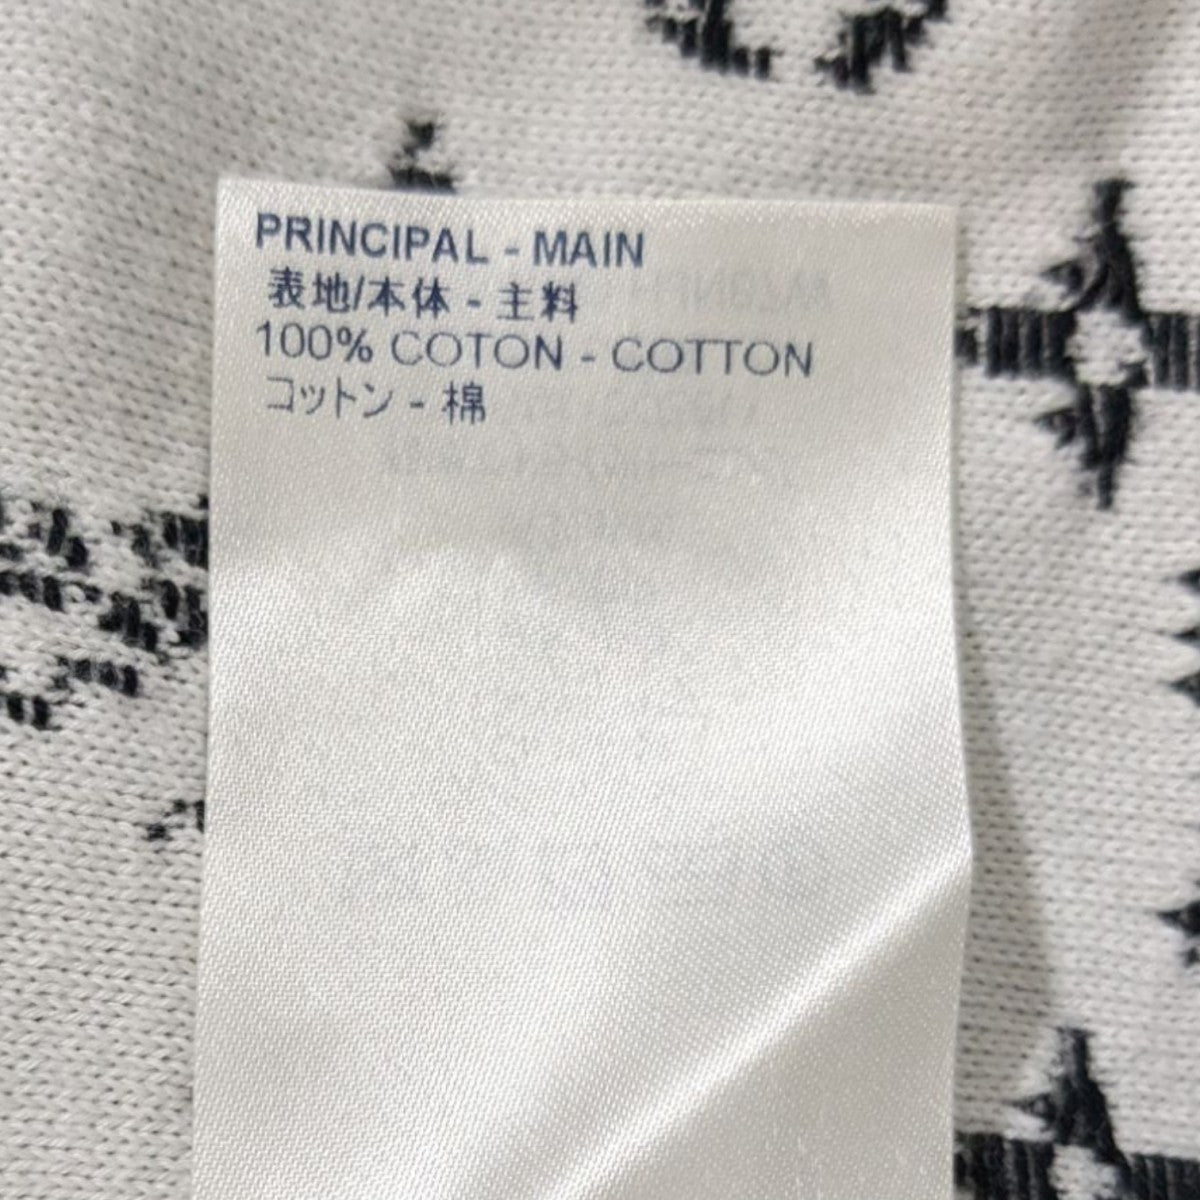 PRINCIPAL - MAIN
表地/本体 - 主料
100% COTON - COTTON
コットン - 棉